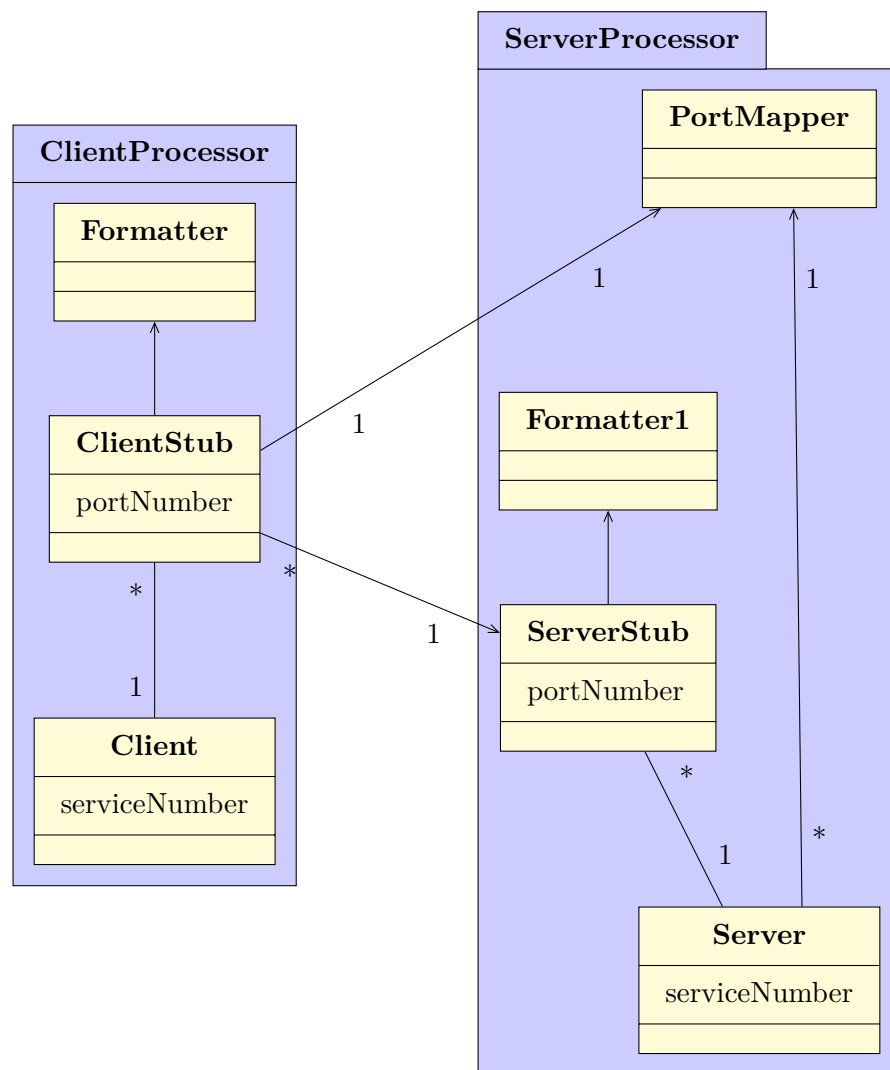 ServerProcessor
PortMapper
ClientProcessor
Formatter
1
1
1
Formatter1
ClientStub
portNumber
*
*
1
ServerStub
portNumber
1
Client
serviceNumber
*
*
1
Server
serviceNumber